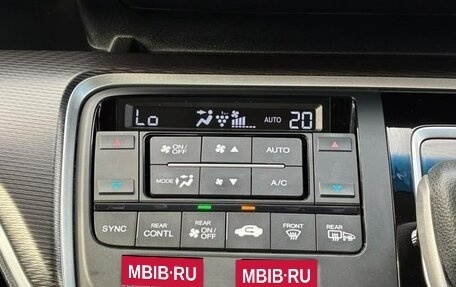 Lo AUTO 20
ON/OFF AUTO
MODE A/C
SYNC REAR CONTL REAR ON/OFF FRONT REAR
MBIB.RU MBIB.RU